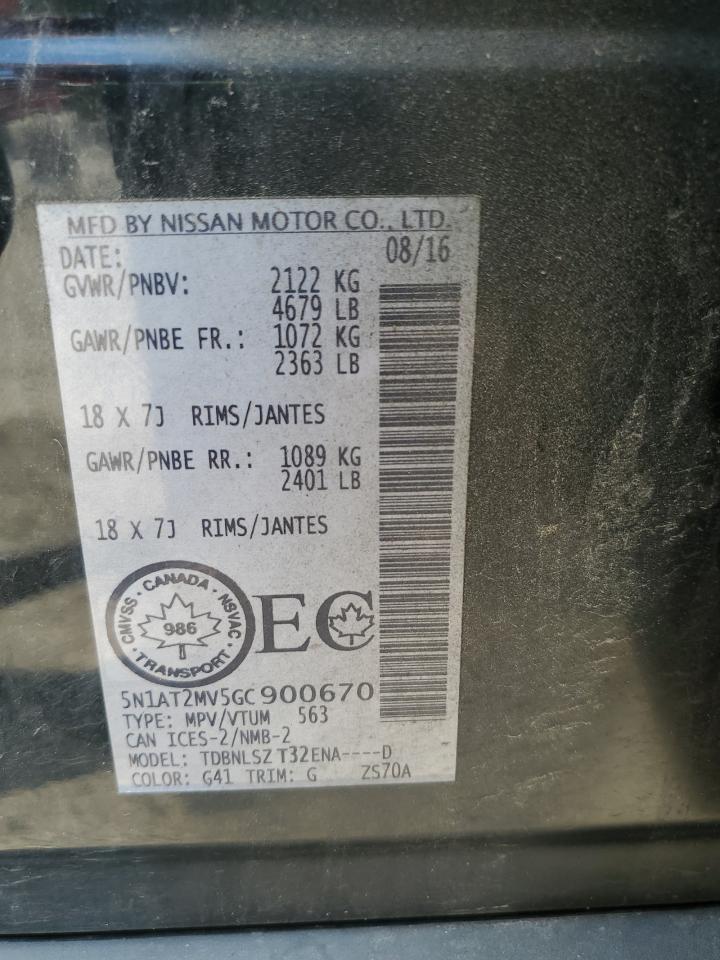 MFD BY NISSAN MOTOR CO., LTD.
DATE: 08/16
GVWR/PNBV: 2122 KG
4679 LB
GAWR/PNBE FR.: 1072 KG
2363 LB
18 X 7J RIMS/JANTES
GAWR/PNBE RR.: 1089 KG
2401 LB
18 X 7J RIMS/JANTES
CMVSS · CANADA · NSVAC
986
· TRANSPORT ·
EC
5N1AT2MV5GC900670
TYPE: MPV/VTUM 563
CAN ICES-2/NMB-2
MODEL: TDBNLSZ T32ENA----D
COLOR: G41 TRIM: G ZS70A